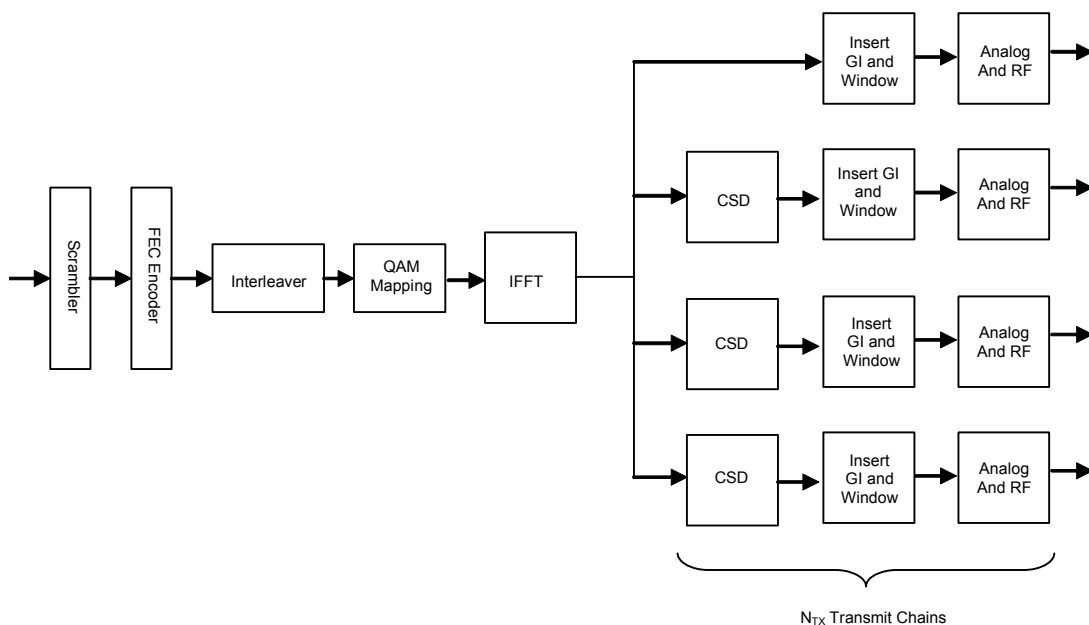 Scrambler
FEC Encoder
Interleaver
QAM
Mapping
IFFT
Insert
GI and
Window
Analog
And RF
CSD
Insert GI
and
Window
Analog
And RF
CSD
Insert
GI and
Window
Analog
And RF
CSD
Insert
GI and
Window
Analog
And RF
N_TX Transmit Chains